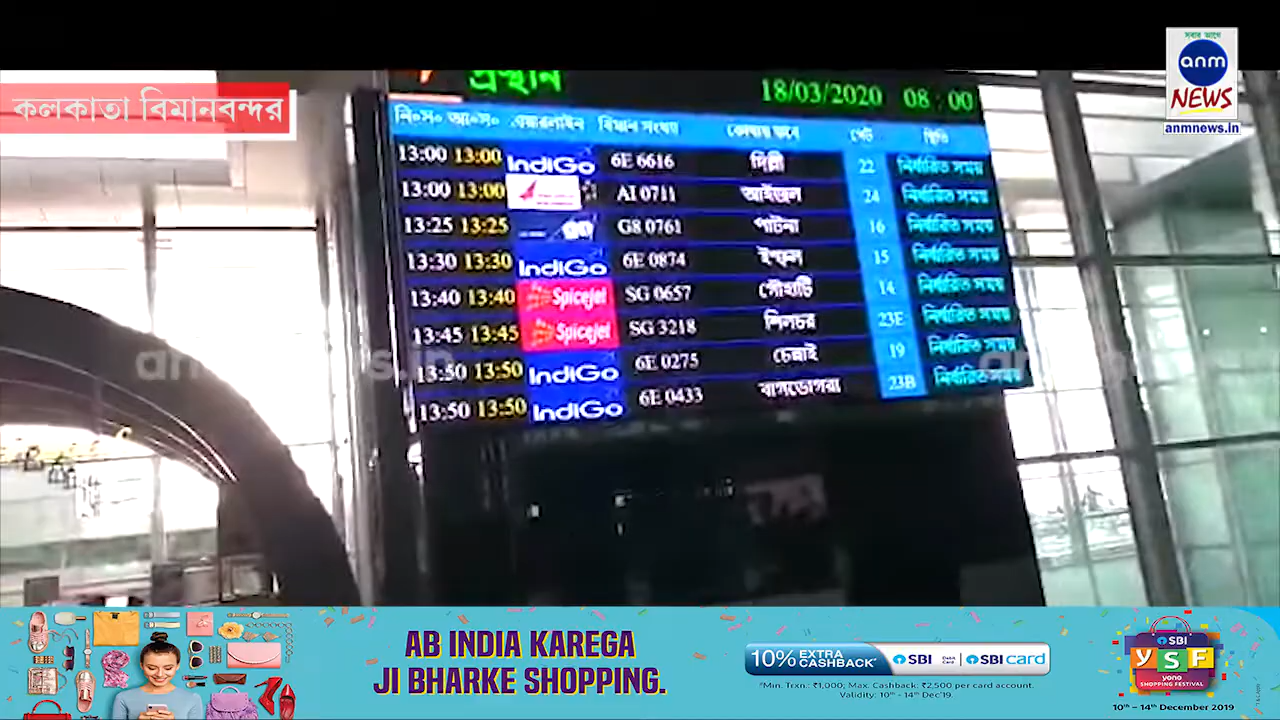 সবার আগে
anm
NEWS
anmnews.in
কলকাতা বিমানবন্দর
প্রস্থান 18/03/2020 08:00
নি০স০ আ০স০ এয়ারলাইন বিমান সংখ্যা কোথায় যাবে গেট স্থিতি
13:00 13:00 IndiGo 6E 6616 দিল্লী 22 নির্ধারিত সময়
13:00 13:00 AI 0711 আইজল 24 নির্ধারিত সময়
13:25 13:25 go G8 0761 পাটনা 16 নির্ধারিত সময়
13:30 13:30 IndiGo 6E 0874 ইম্ফল 15 নির্ধারিত সময়
13:40 13:40 SpiceJet SG 0657 গৌহাটি 14 নির্ধারিত সময়
13:45 13:45 SpiceJet SG 3218 শিলচর 23E নির্ধারিত সময়
13:50 13:50 IndiGo 6E 0275 চেন্নাই 19 নির্ধারিত সময়
13:50 13:50 IndiGo 6E 0433 বাগডোগরা 23B নির্ধারিত সময়
AB INDIA KAREGA
JI BHARKE SHOPPING.
10% EXTRA CASHBACK* SBI Debit Card | SBI card
*Min. Trxn.: ₹1,000; Max. Cashback: ₹2,500 per card account.
Validity: 10th - 14th Dec'19.
SBI
YSF
yono
SHOPPING FESTIVAL
10th – 14th December 2019